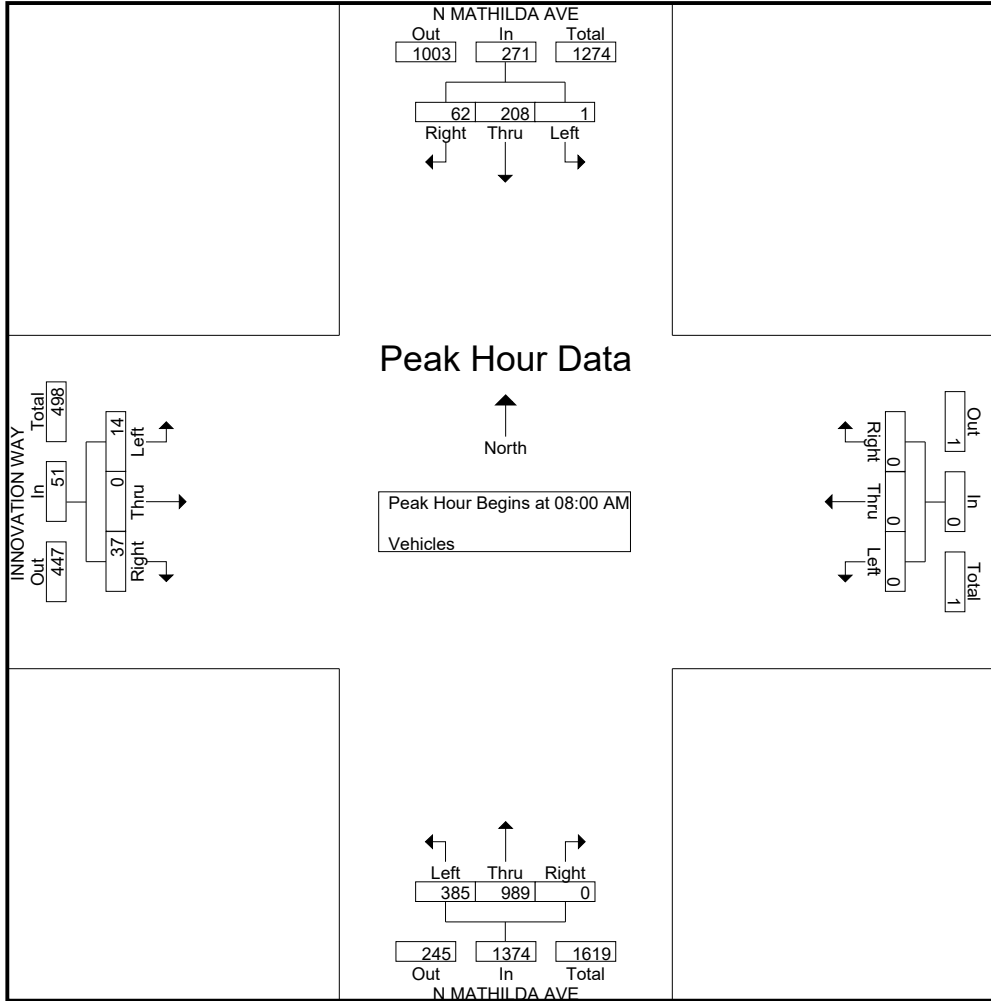 N MATHILDA AVE
Out In Total
1003 271 1274
62 208 1
Right Thru Left
Peak Hour Data
North
Peak Hour Begins at 08:00 AM
Vehicles
INNOVATION WAY
Out In Total
447 51 498
37 0 14
Right Thru Left
Out In Total
1 0 1
0 0 0
Right Thru Left
Left Thru Right
385 989 0
245 1374 1619
Out In Total
N MATHILDA AVE